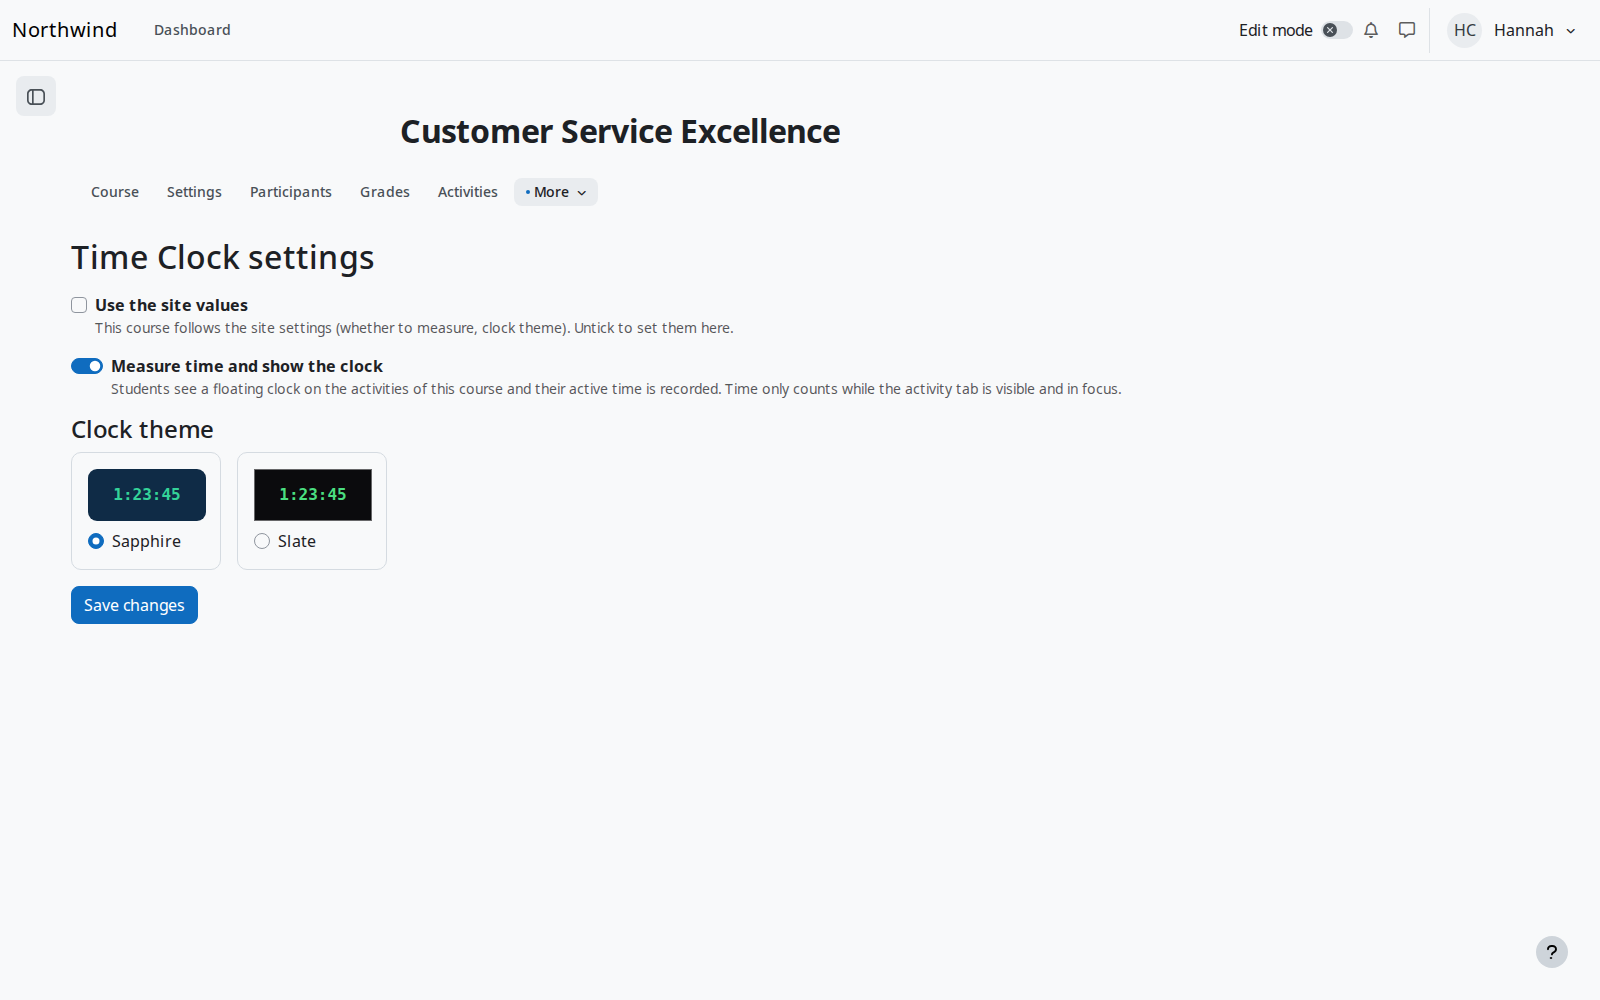 Northwind
Dashboard
Edit mode
HC
Hannah
Customer Service Excellence
Course
Settings
Participants
Grades
Activities
More
Time Clock settings
Use the site values
This course follows the site settings (whether to measure, clock theme). Untick to set them here.
Measure time and show the clock
Students see a floating clock on the activities of this course and their active time is recorded. Time only counts while the activity tab is visible and in focus.
Clock theme
1:23:45
1:23:45
Sapphire
Slate
Save changes
?